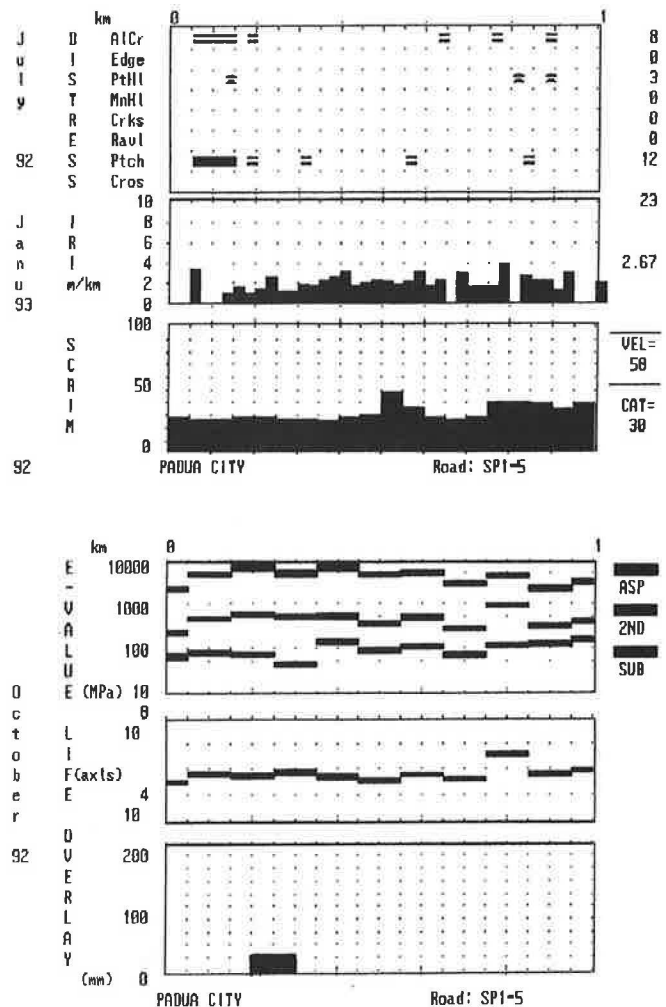 km 0 1
J D AlCr 8
u I Edge 0
l S PtHl 3
y T MnHl 0
R Crks 0
E Ravl 0
92 S Ptch 12
S Cros
10 23
J I 8
a R 6
n I 4 2.67
u m/km 2
93 0
100
S VEL=
C 50
R 50
I CAT=
M 30
0
92 PADUA CITY Road: SP1-5
km 0 1
E 10000
- ASP
V 1000
A 2ND
L 100
U SUB
E (MPa) 10
O 0
c L 10
t I
o F(axls)
b E 4
e 10
r O
92 V 200
E
R
L 100
A
Y
(mm) 0
PADUA CITY Road: SP1-5